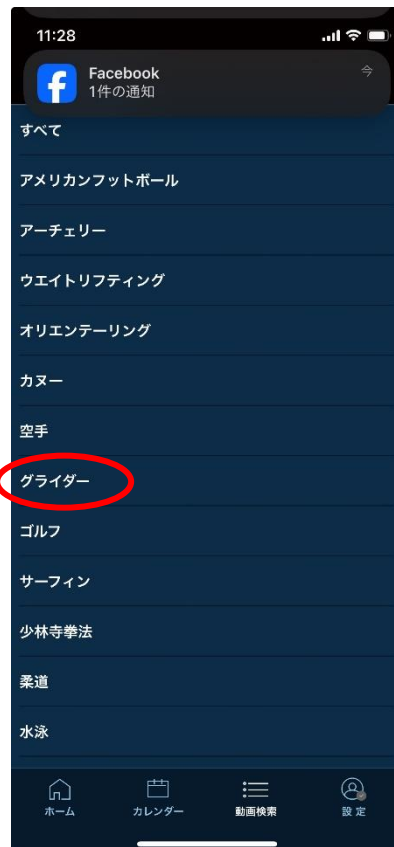 11:28
Facebook
今
1件の通知
すべて
アメリカンフットボール
アーチェリー
ウエイトリフティング
オリエンテーリング
カヌー
空手
グライダー
ゴルフ
サーフィン
少林寺拳法
柔道
水泳
ホーム
カレンダー
動画検索
設定